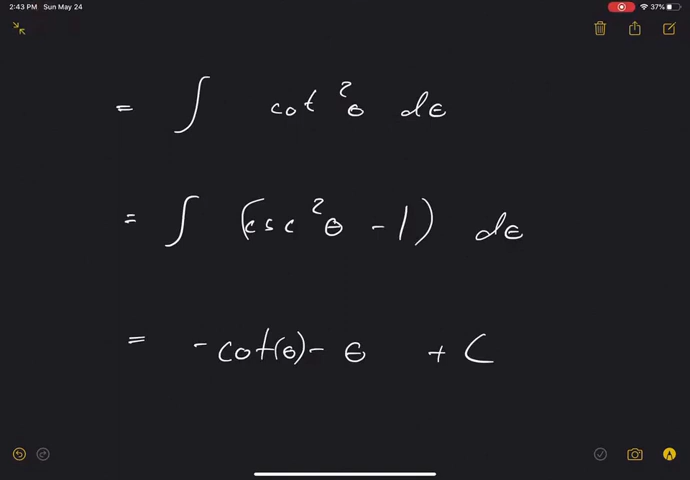 2:43 PM Sun May 24 37%
= ∫ cot²θ dθ
= ∫ (csc²θ - 1) dθ
= -cot(θ) - θ + C